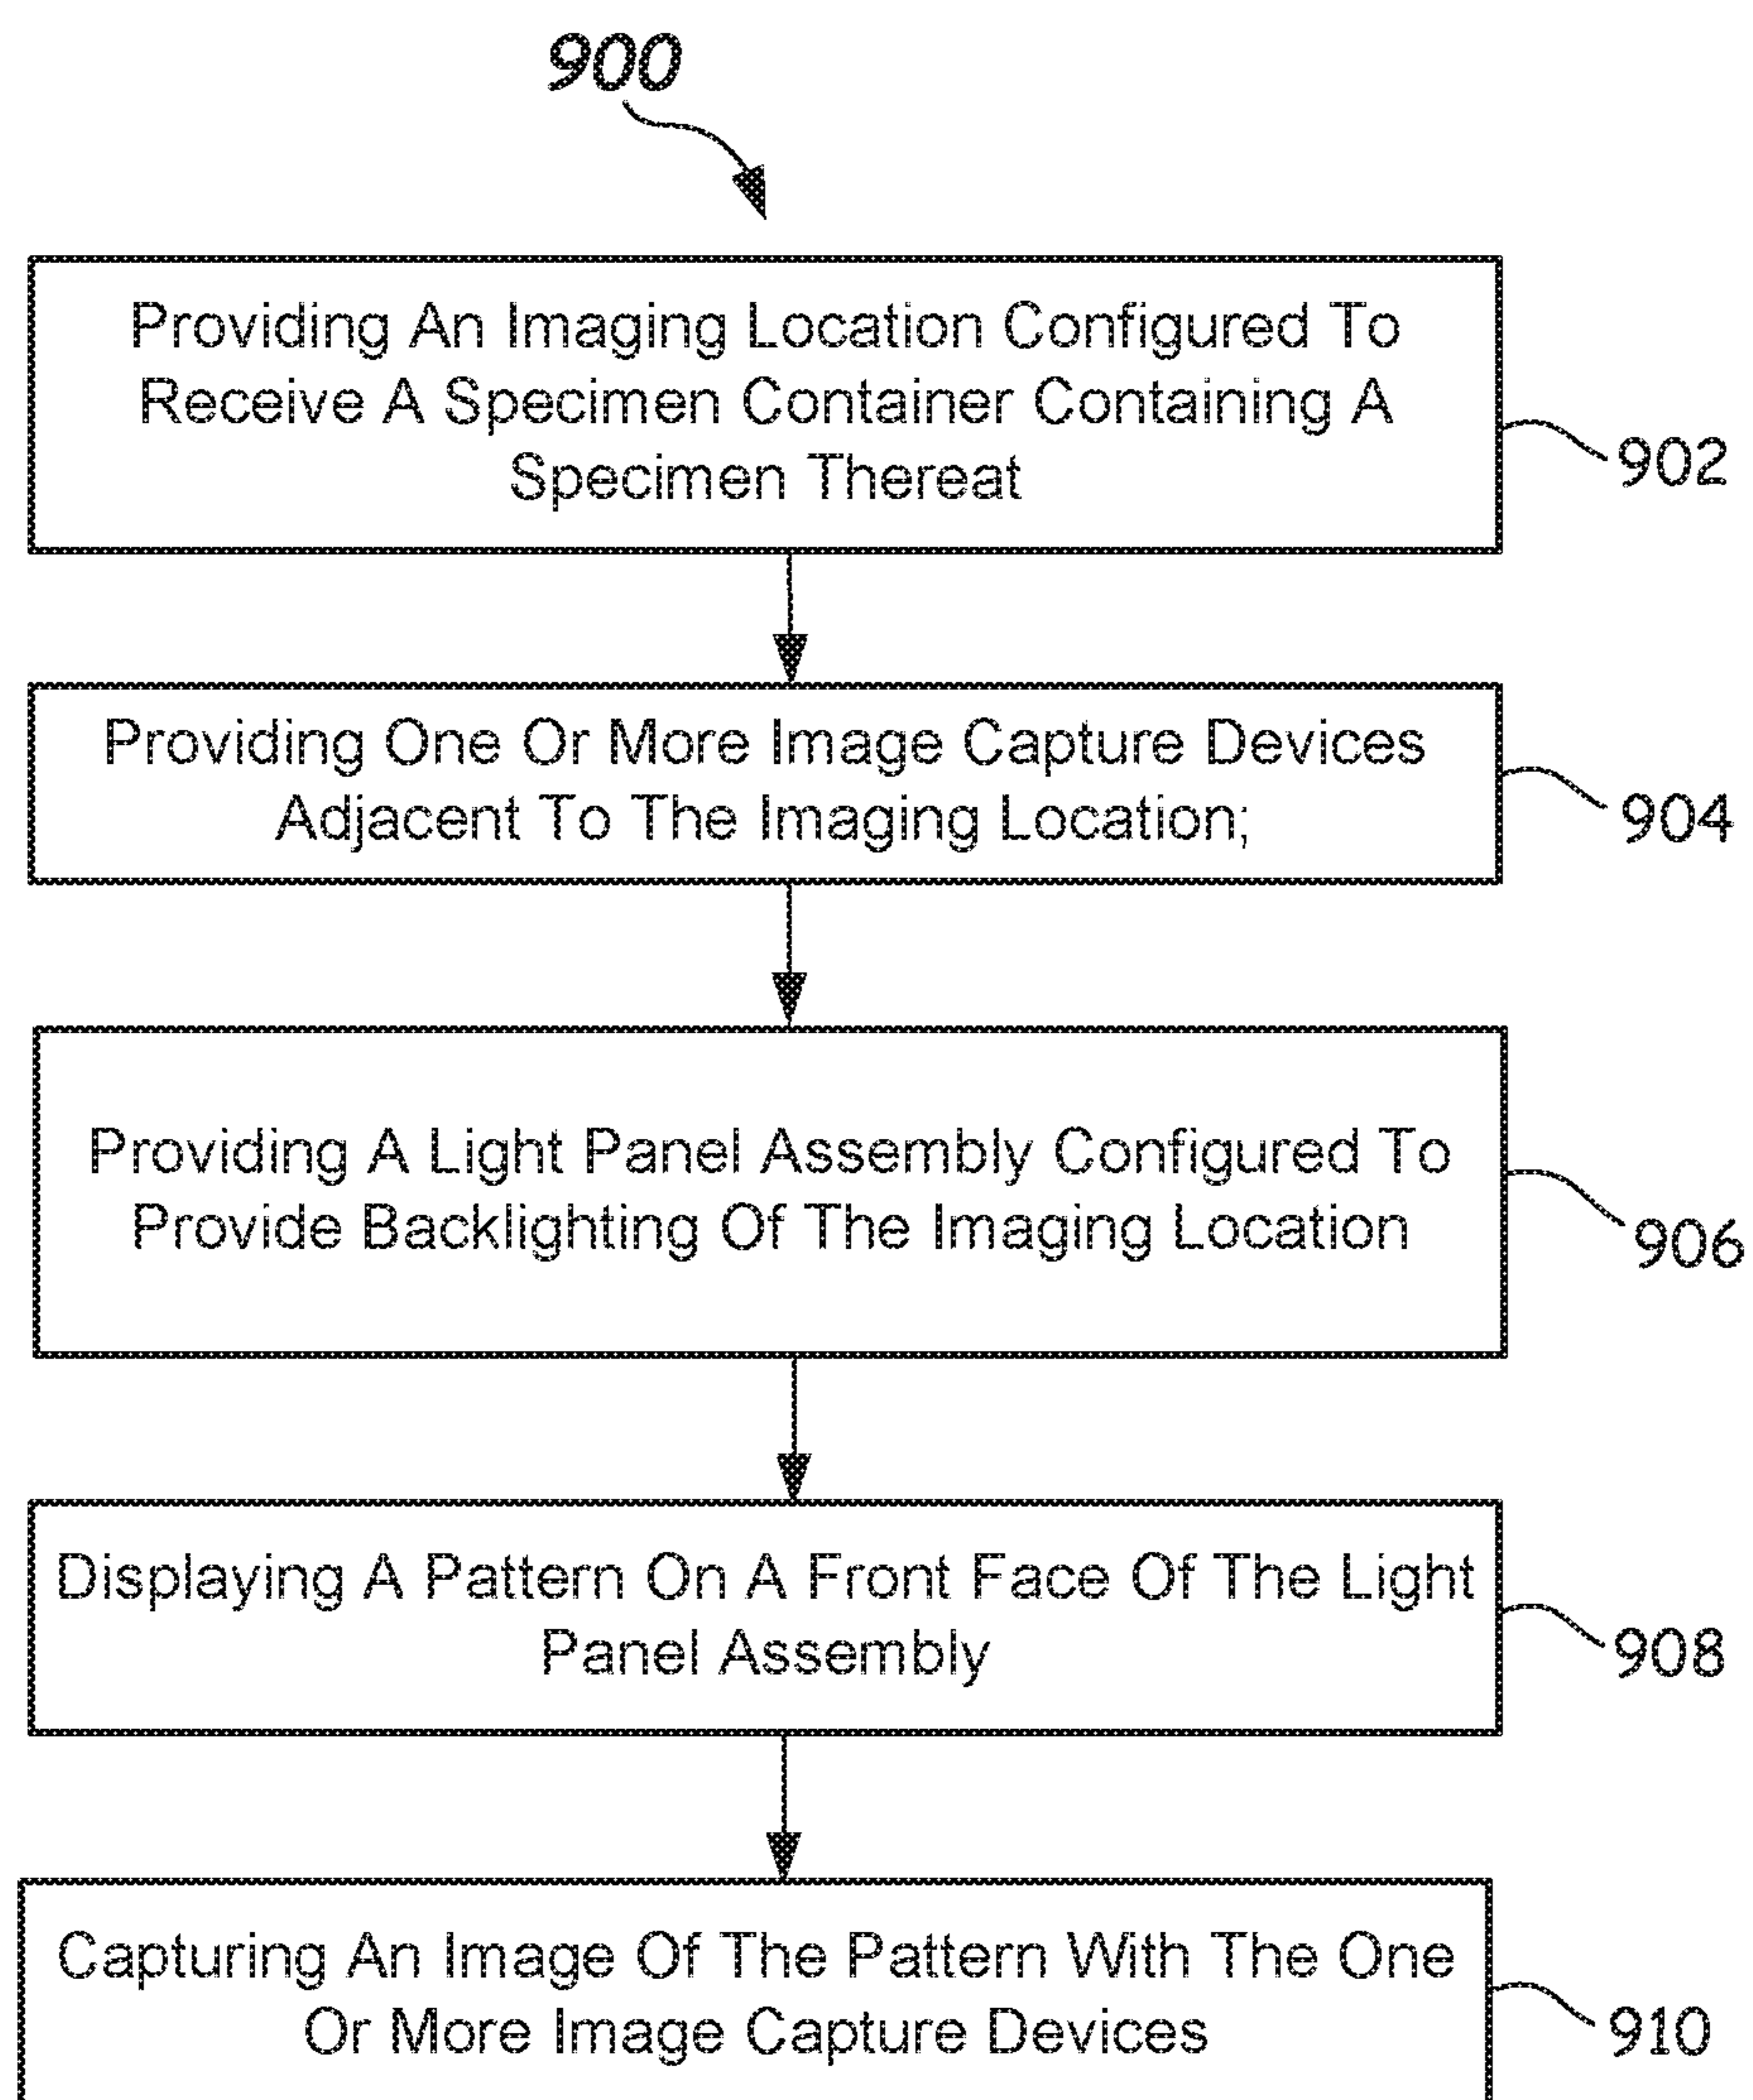 900
Providing An Imaging Location Configured To
Receive A Specimen Container Containing A
Specimen Thereat
902
Providing One Or More Image Capture Devices
Adjacent To The Imaging Location;
904
Providing A Light Panel Assembly Configured To
Provide Backlighting Of The Imaging Location
906
Displaying A Pattern On A Front Face Of The Light
Panel Assembly
908
Capturing An Image Of The Pattern With The One
Or More Image Capture Devices
910